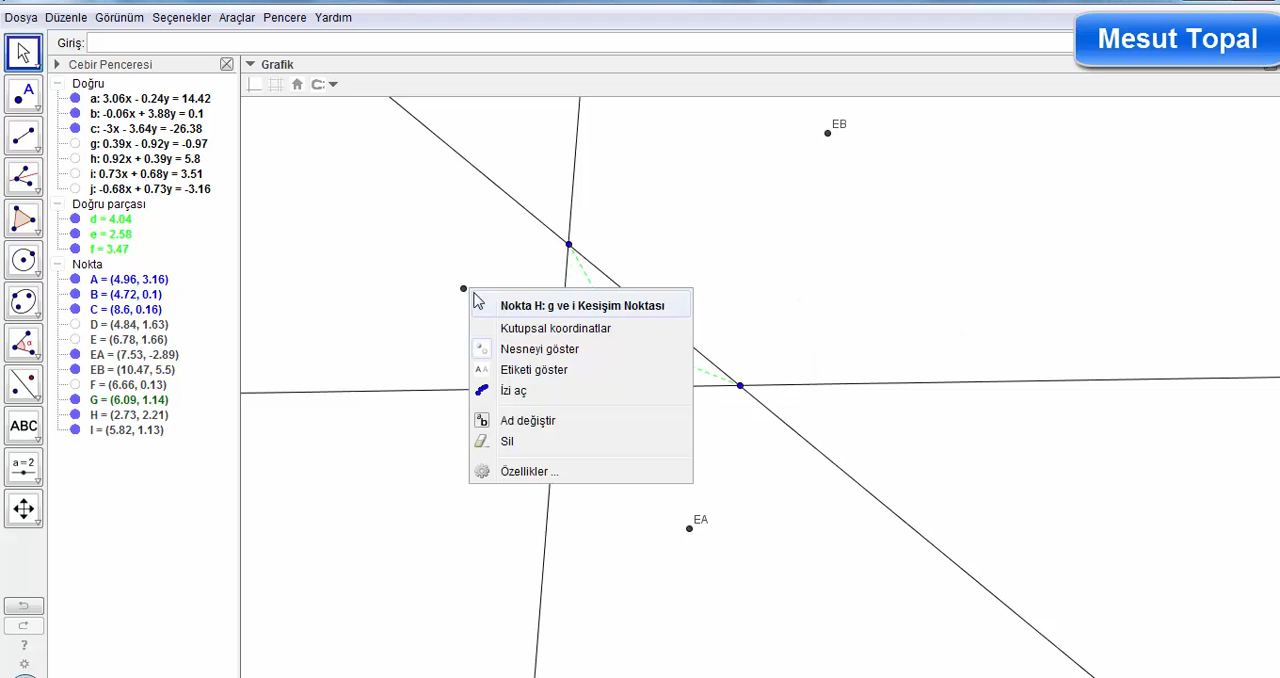 Dosya Düzenle Görünüm Seçenekler Araçlar Pencere Yardım
Mesut Topal
Giriş:
Cebir Penceresi
Grafik
Doğru
a: 3.06x - 0.24y = 14.42
b: -0.06x + 3.88y = 0.1
c: -3x - 3.64y = -26.38
g: 0.39x - 0.92y = -0.97
h: 0.92x + 0.39y = 5.8
i: 0.73x + 0.68y = 3.51
j: -0.68x + 0.73y = -3.16
Doğru parçası
d = 4.04
e = 2.58
f = 3.47
Nokta
A = (4.96, 3.16)
B = (4.72, 0.1)
C = (8.6, 0.16)
D = (4.84, 1.63)
E = (6.78, 1.66)
EA = (7.53, -2.89)
EB = (10.47, 5.5)
F = (6.66, 0.13)
G = (6.09, 1.14)
H = (2.73, 2.21)
I = (5.82, 1.13)
A
α
ABC
a=2
?
EB
Nokta H: g ve i Kesişim Noktası
Kutupsal koordinatlar
Nesneyi göster
AA Etiketi göster
İzi aç
Ad değiştir
Sil
Özellikler ...
EA